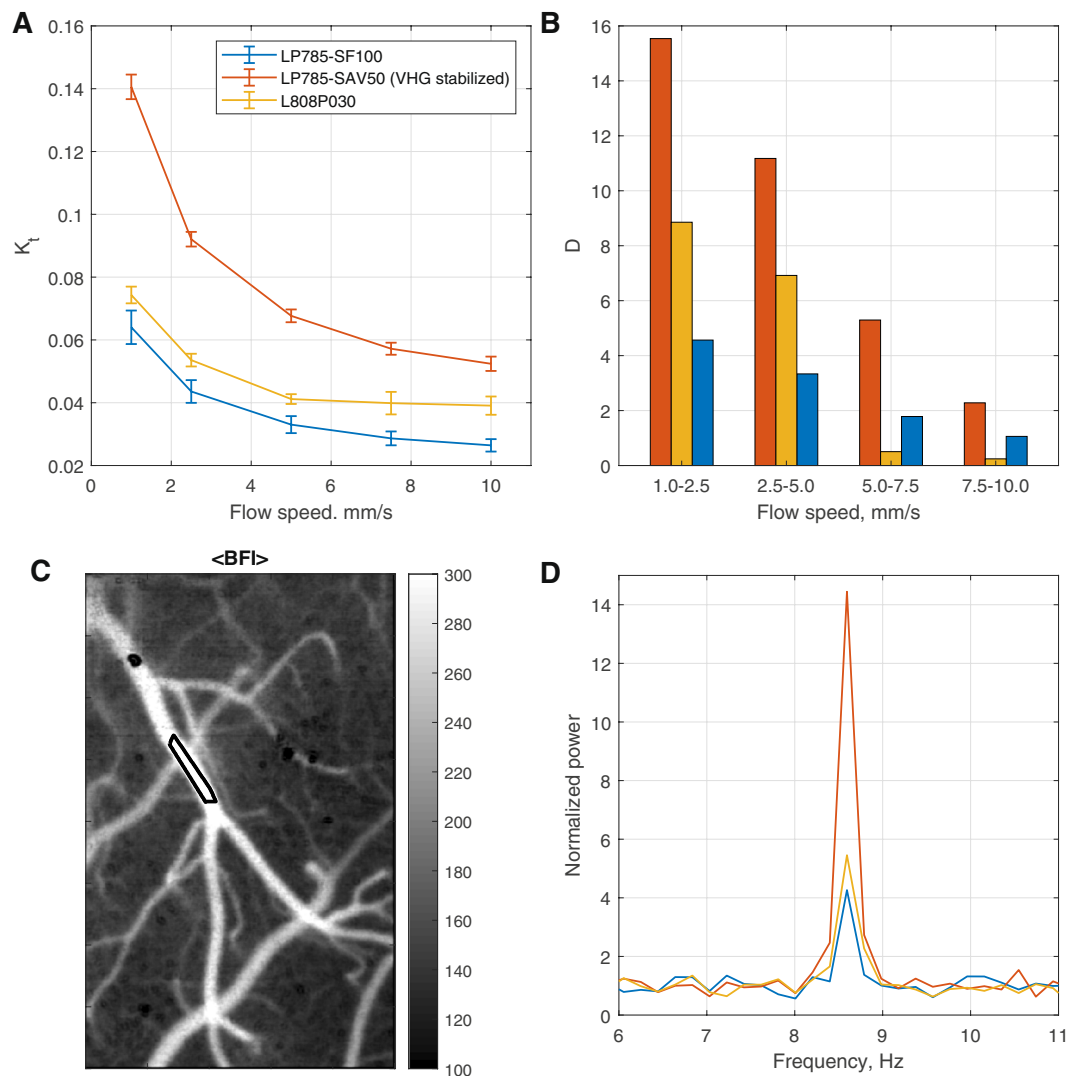 A
0.16
0.14
0.12
0.1
0.08
0.06
0.04
0.02
K_t
0 2 4 6 8 10
Flow speed. mm/s
LP785-SF100
LP785-SAV50 (VHG stabilized)
L808P030
B
16
14
12
10
8
6
4
2
0
D
1.0-2.5 2.5-5.0 5.0-7.5 7.5-10.0
Flow speed, mm/s
C
<BFI>
300
280
260
240
220
200
180
160
140
120
100
D
14
12
10
8
6
4
2
0
Normalized power
6 7 8 9 10 11
Frequency, Hz